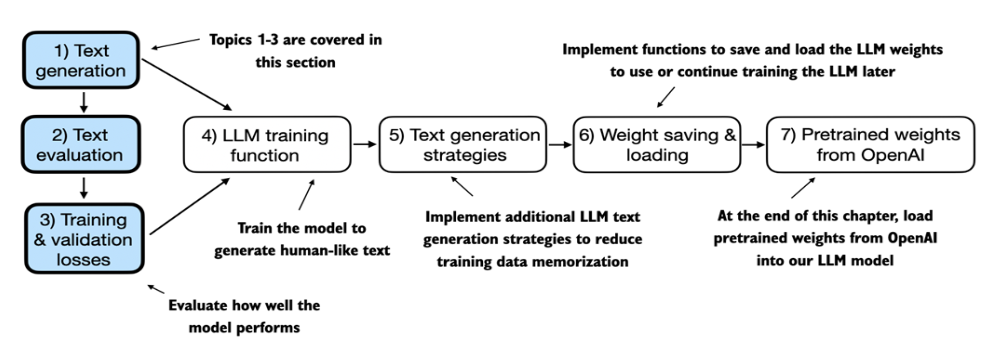 1) Text
generation
Topics 1-3 are covered in
this section
Implement functions to save and load the LLM weights
to use or continue training the LLM later
2) Text
evaluation
4) LLM training
function
5) Text generation
strategies
6) Weight saving &
loading
7) Pretrained weights
from OpenAI
3) Training
& validation
losses
Train the model to
generate human-like text
Implement additional LLM text
generation strategies to reduce
training data memorization
At the end of this chapter, load
pretrained weights from OpenAI
into our LLM model
Evaluate how well the
model performs